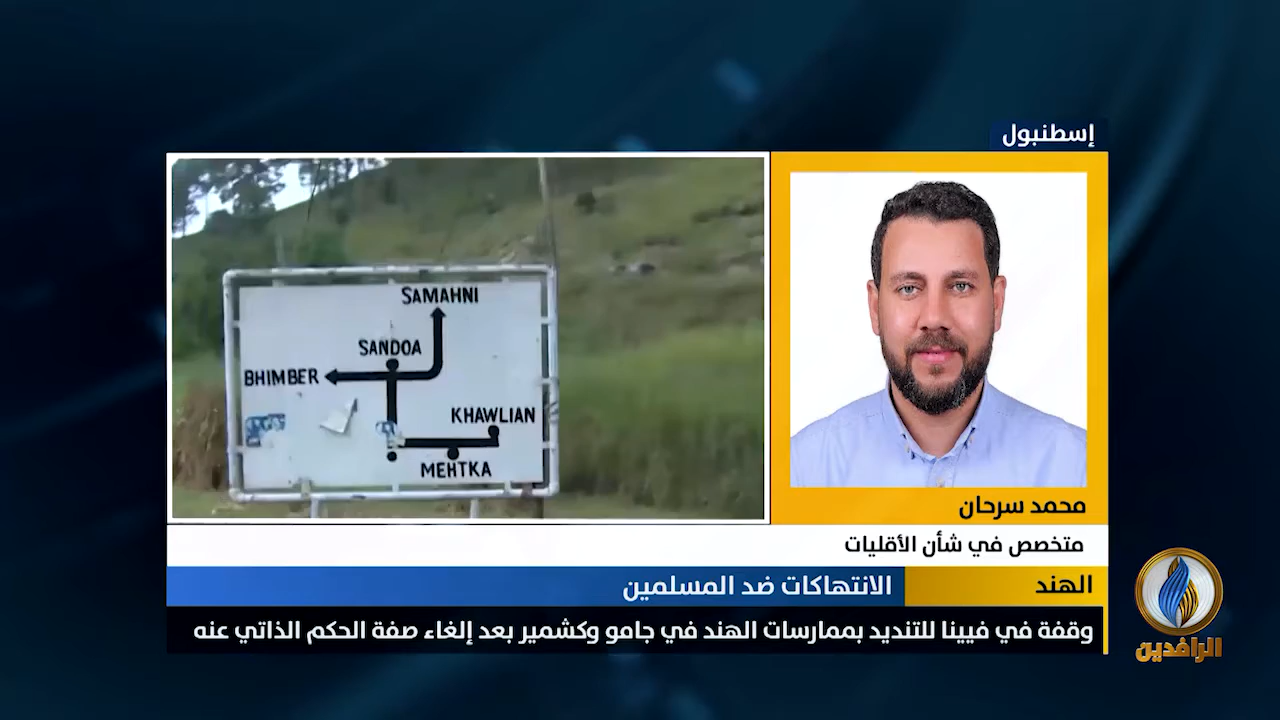 إسطنبول
SAMAHNI
SANDOA
BHIMBER
KHAWLIAN
MEHTKA
محمد سرحان
متخصص في شأن الأقليات
الهند
الانتهاكات ضد المسلمين
وقفة في فيينا للتنديد بممارسات الهند في جامو وكشمير بعد إلغاء صفة الحكم الذاتي عنه
الرافدين